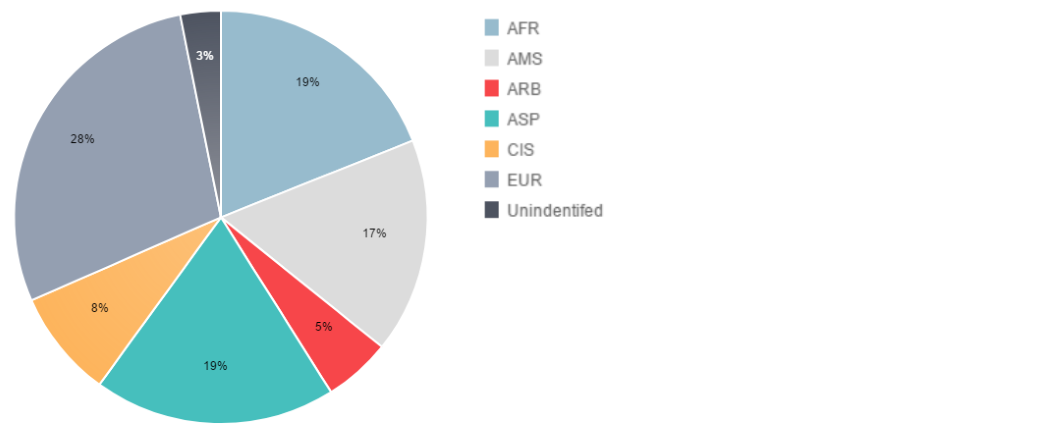 3%
19%
28%
17%
8%
5%
19%
AFR
AMS
ARB
ASP
CIS
EUR
Unindentifed